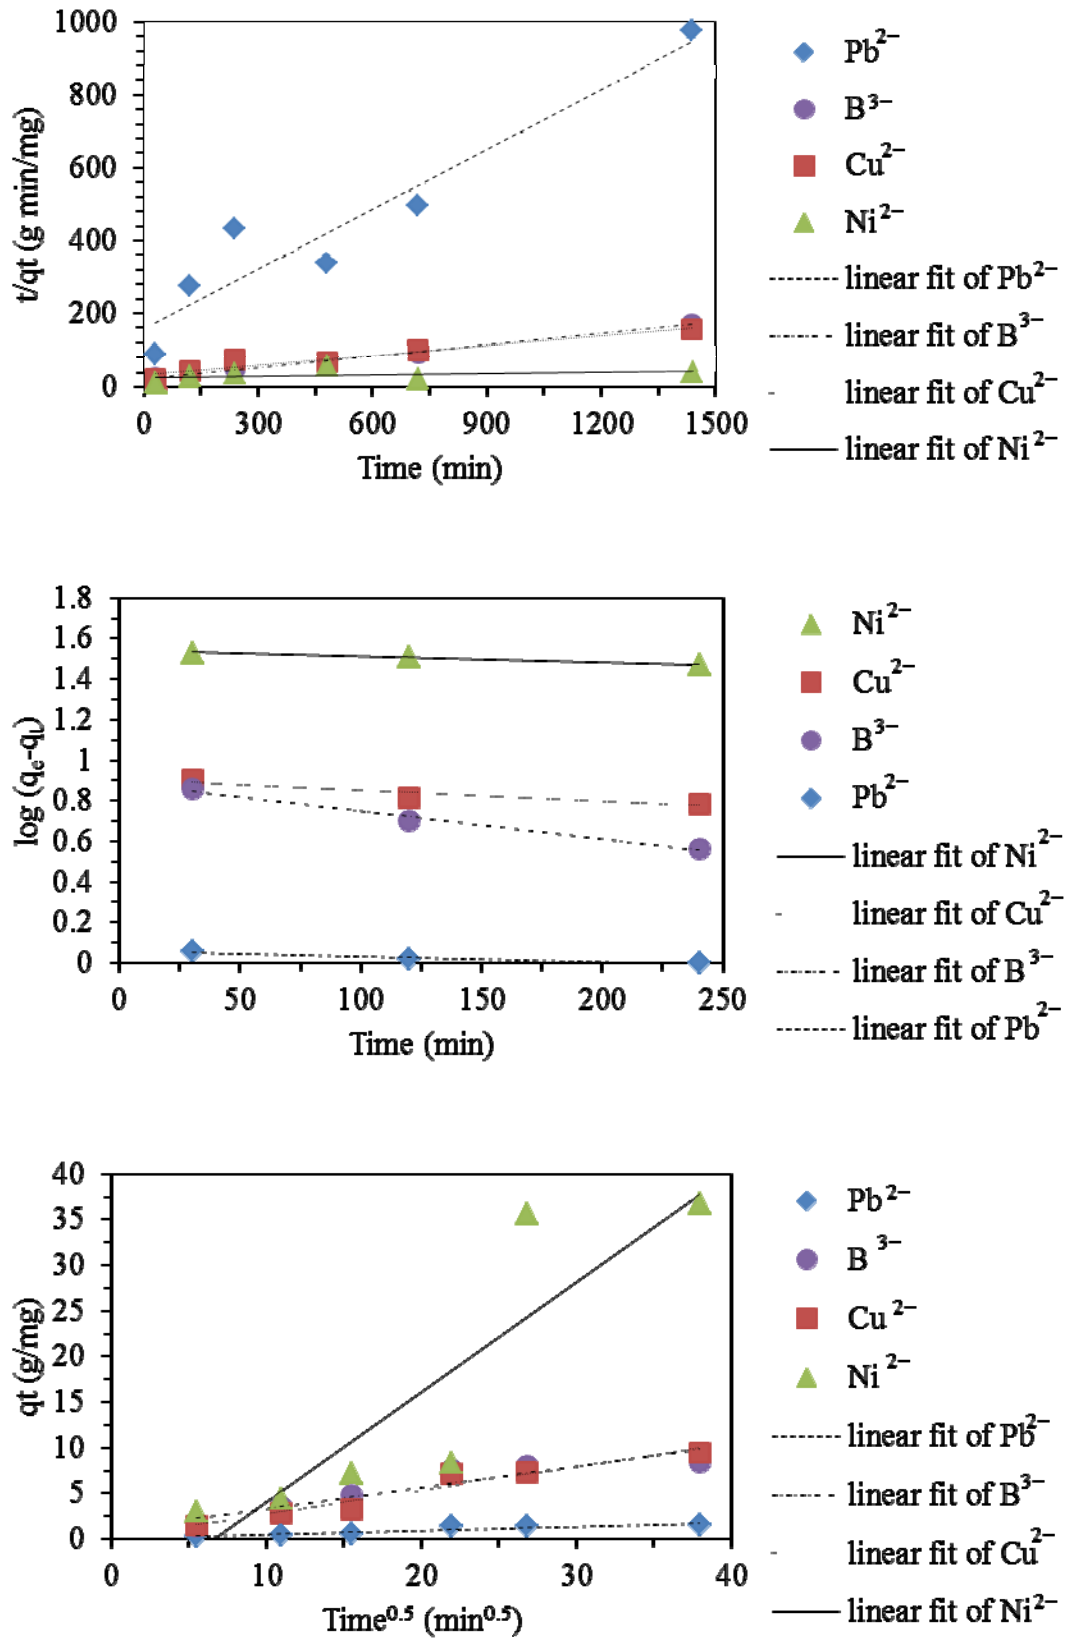 1000
800
600
400
200
0
t/qt (g min/mg)
0 300 600 900 1200 1500
Time (min)
Pb²⁻
B³⁻
Cu²⁻
Ni²⁻
linear fit of Pb²⁻
linear fit of B³⁻
linear fit of Cu²⁻
linear fit of Ni²⁻
1.8
1.6
1.4
1.2
1
0.8
0.6
0.4
0.2
0
log (qe-qt)
0 50 100 150 200 250
Time (min)
Ni²⁻
Cu²⁻
B³⁻
Pb²⁻
linear fit of Ni²⁻
linear fit of Cu²⁻
linear fit of B³⁻
linear fit of Pb²⁻
40
35
30
25
20
15
10
5
0
qt (g/mg)
0 10 20 30 40
Time⁰·⁵ (min⁰·⁵)
Pb²⁻
B ³⁻
Cu ²⁻
Ni ²⁻
linear fit of Pb²⁻
linear fit of B³⁻
linear fit of Cu²⁻
linear fit of Ni²⁻